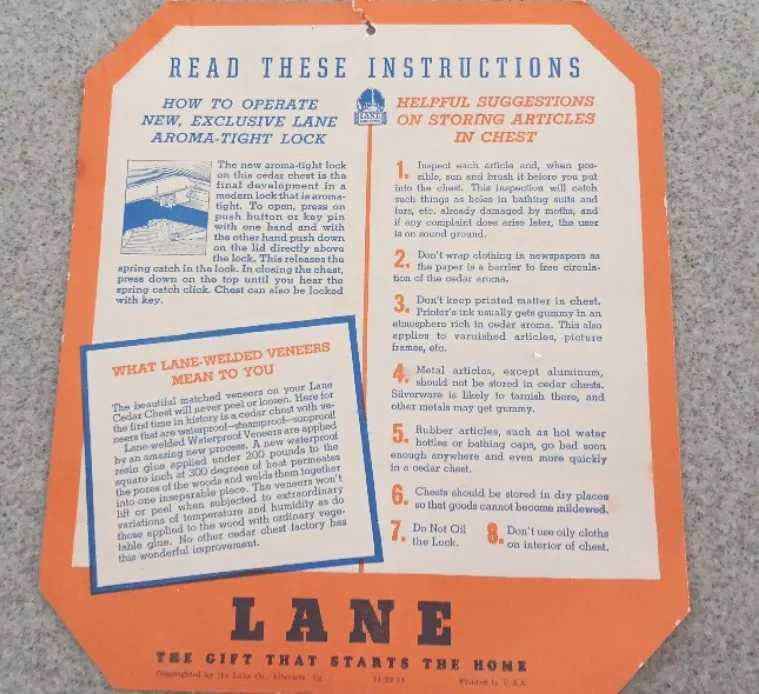 READ THESE INSTRUCTIONS
HOW TO OPERATE
NEW, EXCLUSIVE LANE
AROMA-TIGHT LOCK
The new aroma-tight lock
on this cedar chest is the
final development in a
modern lock that is aroma-
tight. To open, press on
push button or key pin
with one hand and with
the other hand push down
on the lid directly above
the lock. This releases the
spring catch in the lock. In closing the chest,
press down on the top until you hear the
spring catch click. Chest can also be locked
with key.
WHAT LANE-WELDED VENEERS
MEAN TO YOU
The beautiful matched veneers on your Lane
Cedar Chest will never peel or loosen. Here for
the first time in history is a cedar chest with ve-
neers that are waterproof—steamproof—sunproof!
Lane-welded Waterproof Veneers are applied
by an amazing new process. A new waterproof
resin glue applied under 200 pounds to the
square inch at 300 degrees of heat permeates
the pores of the woods and welds them together
into one inseparable piece. The veneers won't
lift or peel when subjected to extraordinary
variations of temperature and humidity as do
those applied to the wood with ordinary vege-
table glue. No other cedar chest factory has
this wonderful improvement.
LANE
HELPFUL SUGGESTIONS
ON STORING ARTICLES
IN CHEST
1. Inspect each article and, when pos-
sible, sun and brush it before you put
into the chest. This inspection will catch
such things as holes in bathing suits and
furs, etc. already damaged by moths, and
if any complaint does arise later, the user
is on sound ground.
2. Don't wrap clothing in newspapers as
the paper is a barrier to free circula-
tion of the cedar aroma.
3. Don't keep printed matter in chest.
Printer's ink usually gets gummy in an
atmosphere rich in cedar aroma. This also
applies to varnished articles, picture
frames, etc.
4. Metal articles, except aluminum,
should not be stored in cedar chests.
Silverware is likely to tarnish there, and
other metals may get gummy.
5. Rubber articles, such as hot water
bottles or bathing caps, go bad soon
enough anywhere and even more quickly
in a cedar chest.
6. Chests should be stored in dry places
so that goods cannot become mildewed.
7. Do Not Oil
the Lock.
8. Don't use oily cloths
on interior of chest.
LANE
THE GIFT THAT STARTS THE HOME
Copyrighted by the Lane Co., Altavista, Va. Printed in U.S.A.